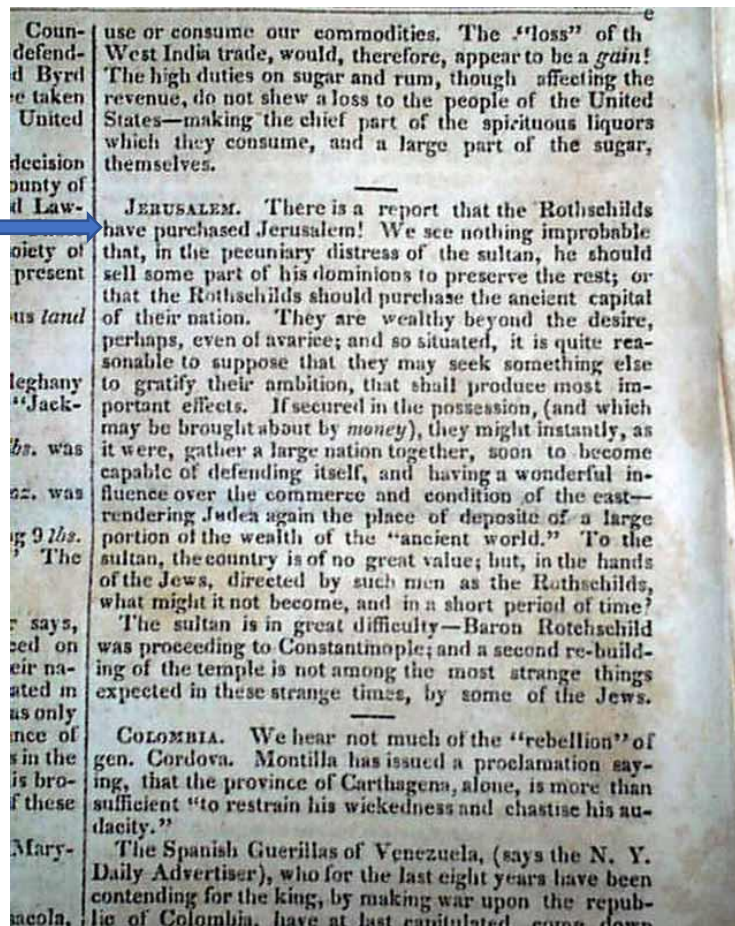 Coun-
defend-
d Byrd
e taken
United
decision
ounty of
d Law-
oiety of
present
us land
leghany
"Jack-
lbs. was
oz. was
g 9 lbs.
The
r says,
eed on
eir na-
ated in
as only
nce of
s in the
is bro-
f these
Mary-
sacola,
e
use or consume our commodities. The "loss" of th
West India trade, would, therefore, appear to be a gain!
The high duties on sugar and rum, though affecting the
revenue, do not shew a loss to the people of the United
States—making the chief part of the spirituous liquors
which they consume, and a large part of the sugar,
themselves.
JERUSALEM. There is a report that the Rothschilds
have purchased Jerusalem! We see nothing improbable
that, in the pecuniary distress of the sultan, he should
sell some part of his dominions to preserve the rest; or
that the Rothschilds should purchase the ancient capital
of their nation. They are wealthy beyond the desire,
perhaps, even of avarice; and so situated, it is quite rea-
sonable to suppose that they may seek something else
to gratify their ambition, that shall produce most im-
portant effects. If secured in the possession, (and which
may be brought about by money), they might instantly, as
it were, gather a large nation together, soon to become
capable of defending itself, and having a wonderful in-
fluence over the commerce and condition of the east—
rendering Judea again the place of deposite of a large
portion of the wealth of the "ancient world." To the
sultan, the country is of no great value; but, in the hands
of the Jews, directed by such men as the Rothschilds,
what might it not become, and in a short period of time?
The sultan is in great difficulty—Baron Rotehschild
was proceeding to Constantinople; and a second re-build-
ing of the temple is not among the most strange things
expected in these strange times, by some of the Jews.
COLOMBIA. We hear not much of the "rebellion" of
gen. Cordova. Montilla has issued a proclamation say-
ing, that the province of Carthagena, alone, is more than
sufficient "to restrain his wickedness and chastise his au-
dacity."
The Spanish Guerillas of Venezuela, (says the N. Y.
Daily Advertiser), who for the last eight years have been
contending for the king, by making war upon the repub-
lic of Colombia, have at last capitulated, come down